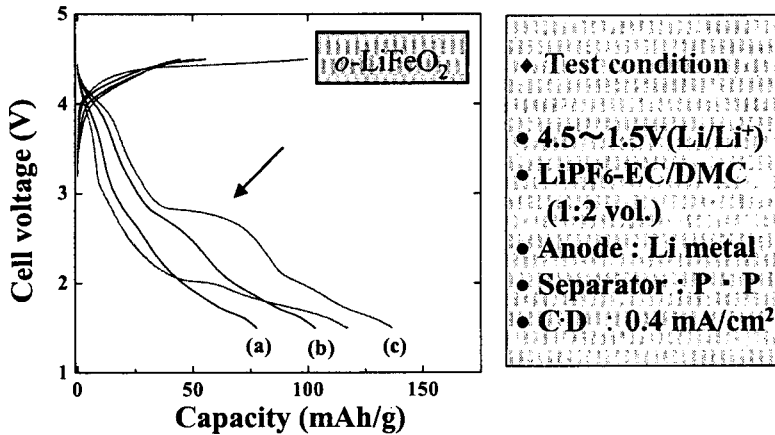 o-LiFeO2
5
4
3
2
1
Cell voltage (V)
(a)
(b)
(c)
0
50
100
150
Capacity (mAh/g)
♦ Test condition
● 4.5～1.5V(Li/Li+)
● LiPF6-EC/DMC
(1:2 vol.)
● Anode : Li metal
● Separator : P・P
● C·D : 0.4 mA/cm2